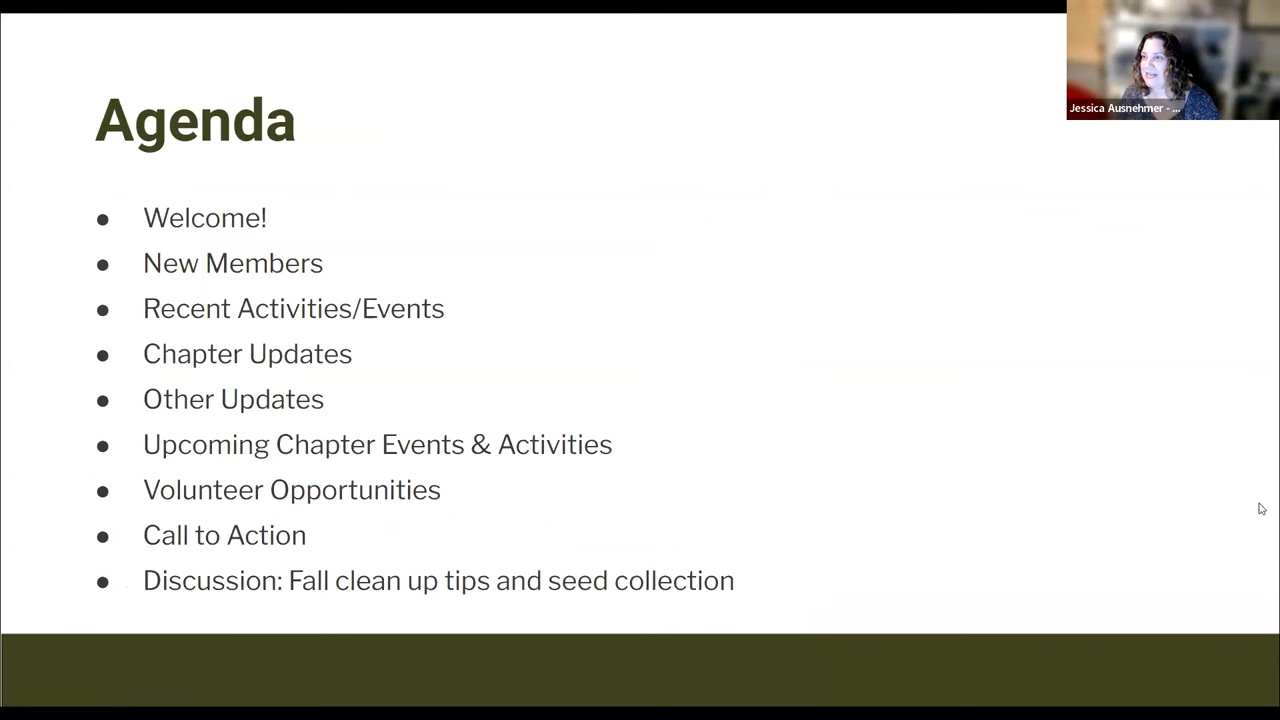 Agenda
Jessica Ausnehmer - ...
● Welcome!
● New Members
● Recent Activities/Events
● Chapter Updates
● Other Updates
● Upcoming Chapter Events & Activities
● Volunteer Opportunities
● Call to Action
● Discussion: Fall clean up tips and seed collection